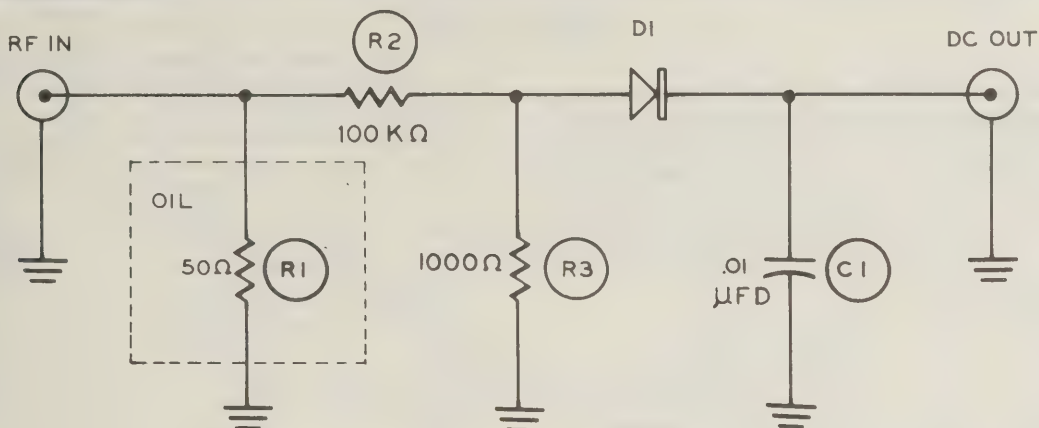 RF IN
R2
D1
DC OUT
100 KΩ
OIL
50Ω
R1
1000Ω
R3
.01
μFD
C1